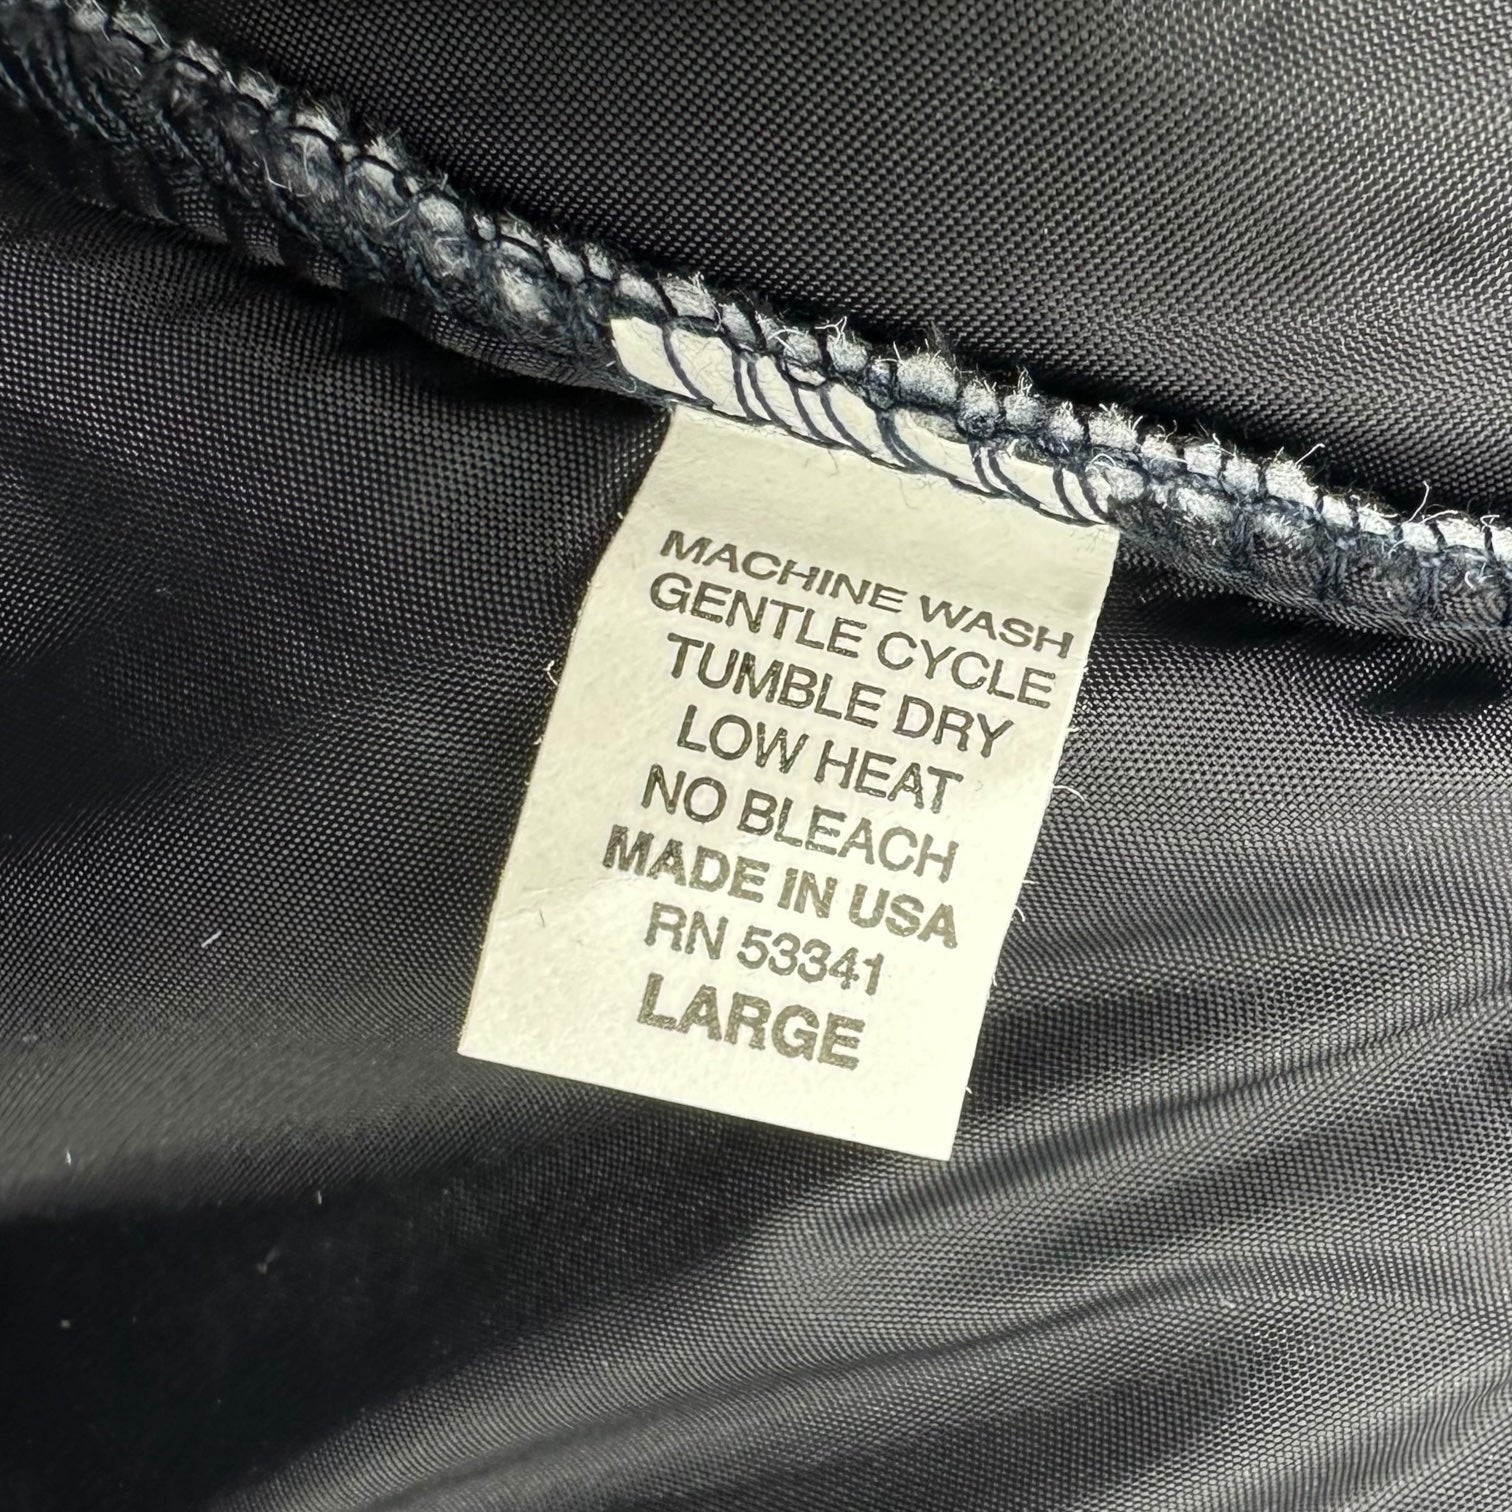 MACHINE WASH
GENTLE CYCLE
TUMBLE DRY
LOW HEAT
NO BLEACH
MADE IN USA
RN 53341
LARGE